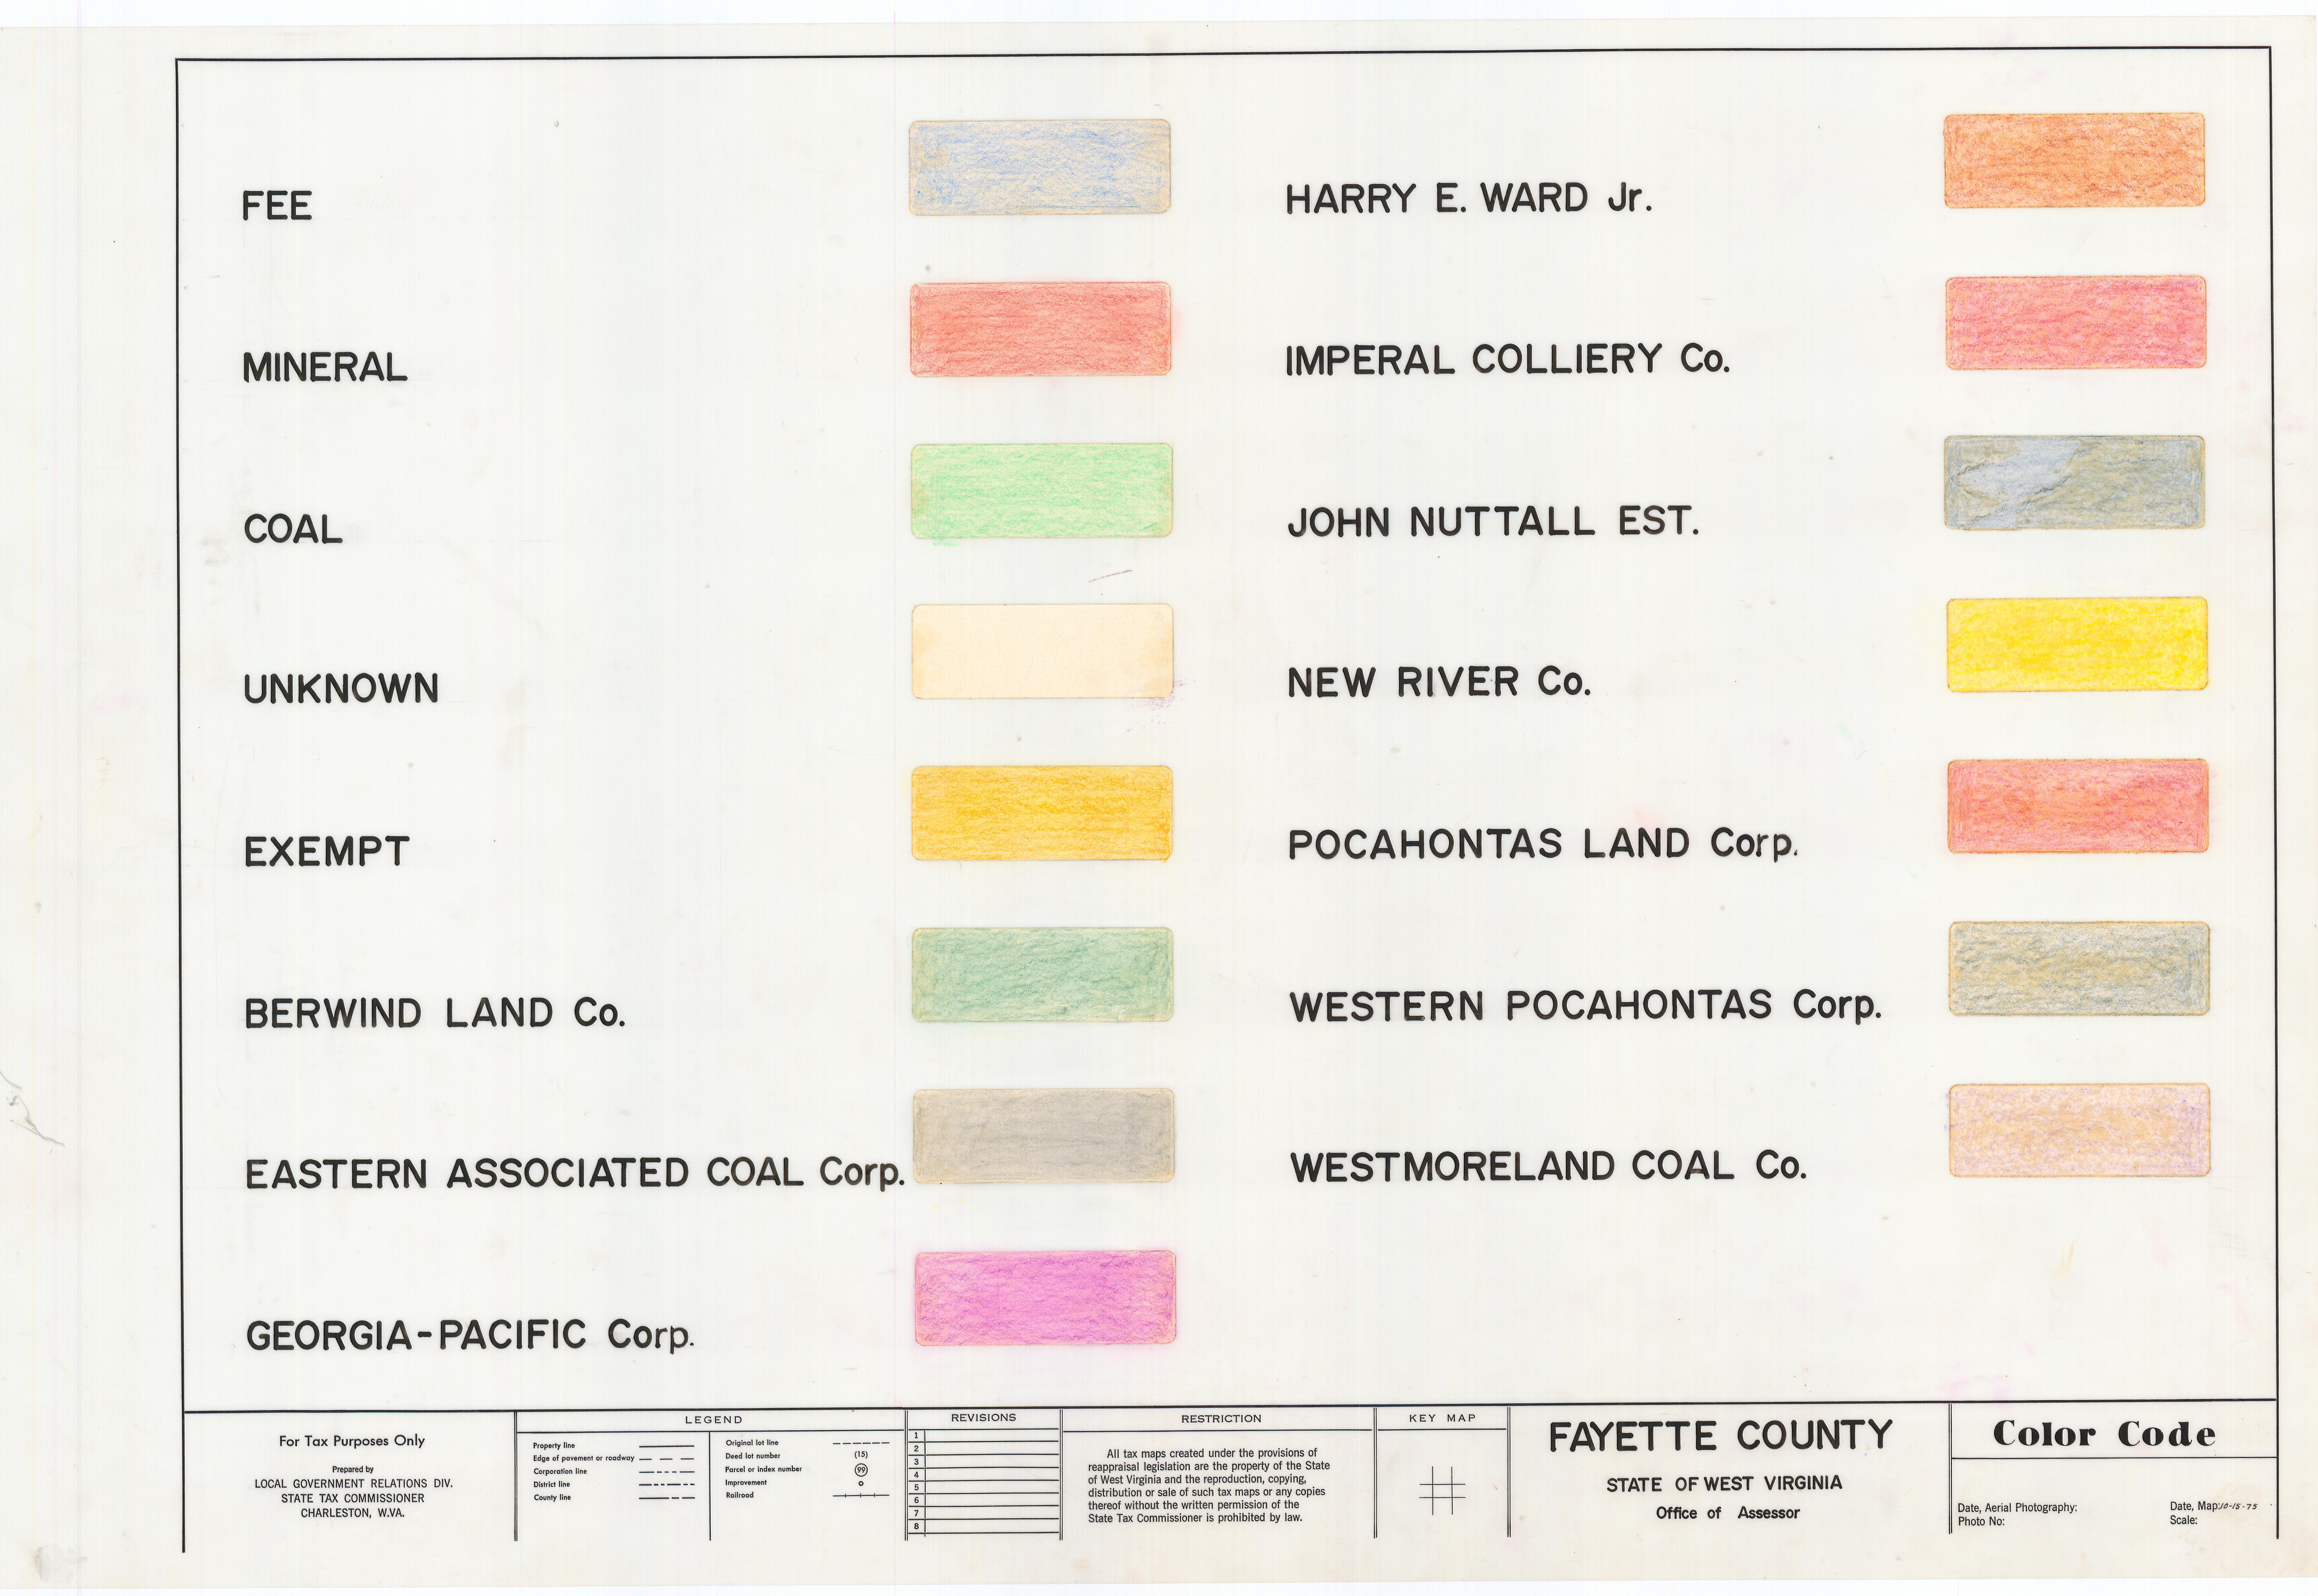 FEE
MINERAL
COAL
UNKNOWN
EXEMPT
BERWIND LAND Co.
EASTERN ASSOCIATED COAL Corp.
GEORGIA-PACIFIC Corp.
HARRY E. WARD Jr.
IMPERAL COLLIERY Co.
JOHN NUTTALL EST.
NEW RIVER Co.
POCAHONTAS LAND Corp.
WESTERN POCAHONTAS Corp.
WESTMORELAND COAL Co.
For Tax Purposes Only
Prepared by
LOCAL GOVERNMENT RELATIONS DIV.
STATE TAX COMMISSIONER
CHARLESTON, W.VA.
LEGEND
Property line
Edge of pavement or roadway
Corporation line
District line
County line
Original lot line
Deed lot number (15)
Parcel or index number (99)
Improvement
Railroad
REVISIONS
1
2
3
4
5
6
7
8
RESTRICTION
All tax maps created under the provisions of
reappraisal legislation are the property of the State
of West Virginia and the reproduction, copying,
distribution or sale of such tax maps or any copies
thereof without the written permission of the
State Tax Commissioner is prohibited by law.
KEY MAP
FAYETTE COUNTY
STATE OF WEST VIRGINIA
Office of Assessor
Color Code
Date, Aerial Photography:
Photo No:
Date, Map: 10-15-75
Scale: